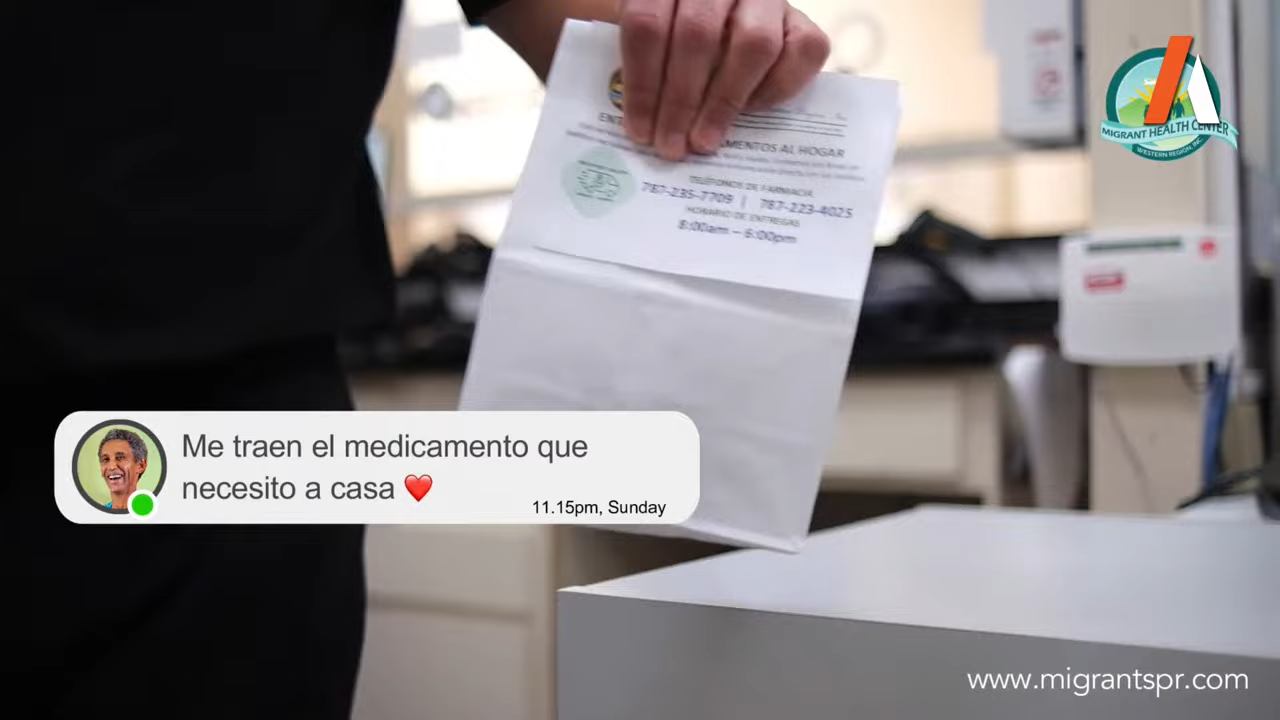 MIGRANT HEALTH CENTER
WESTERN REGION, INC.
MENTOS AL HOGAR
TELÉFONOS DE FARMACIA
787-235-7709 | 787-223-4025
HORARIO DE ENTREGAS
8:00am – 6:00pm
Me traen el medicamento que
necesito a casa ❤️
11.15pm, Sunday
www.migrantspr.com